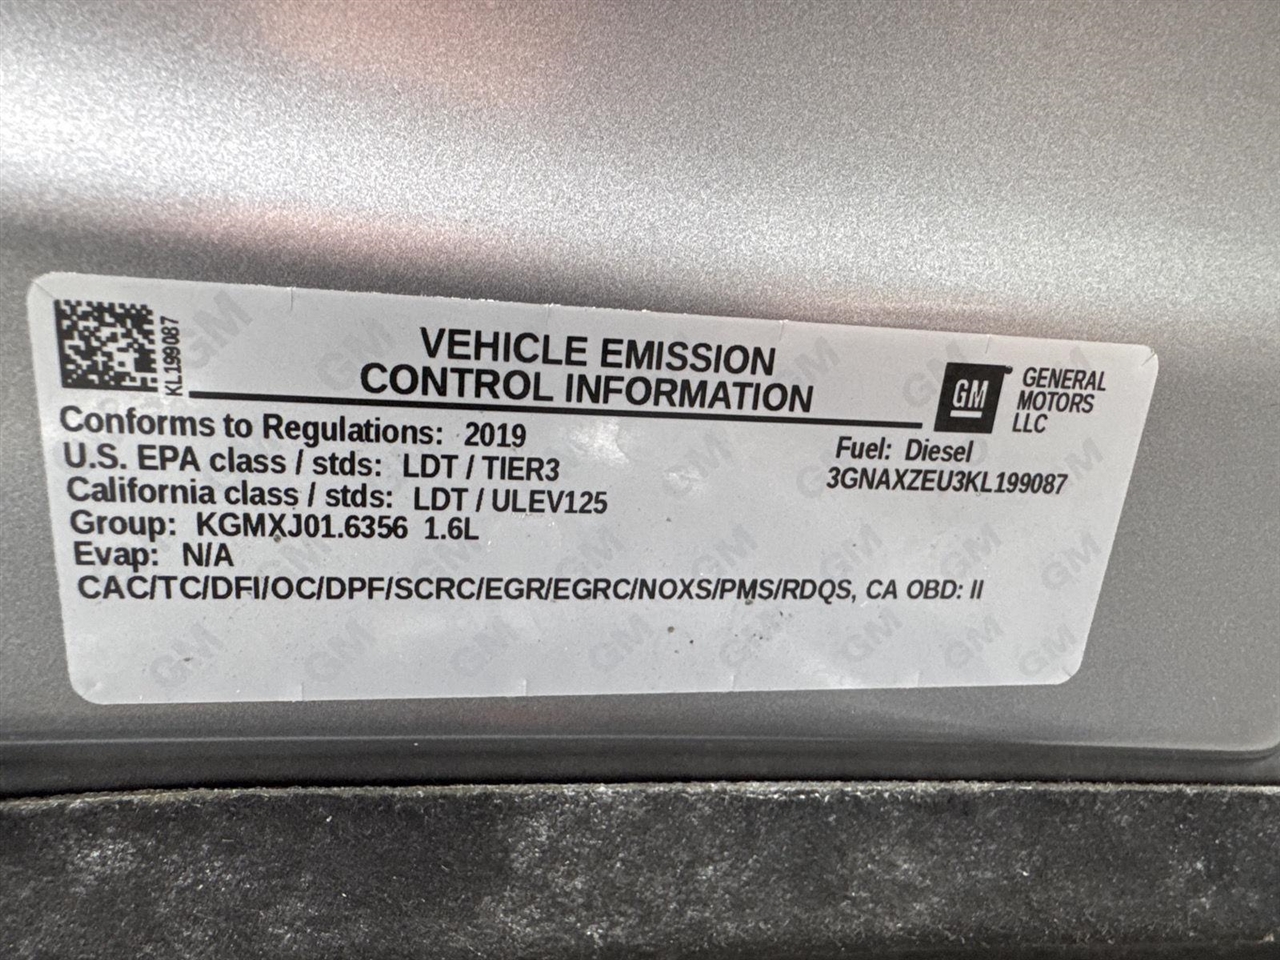 KL199087
VEHICLE EMISSION
CONTROL INFORMATION
GM
GENERAL
MOTORS
LLC
Conforms to Regulations: 2019
U.S. EPA class / stds: LDT / TIER3
California class / stds: LDT / ULEV125
Group: KGMXJ01.6356 1.6L
Evap: N/A
Fuel: Diesel
3GNAXZEU3KL199087
CAC/TC/DFI/OC/DPF/SCRC/EGR/EGRC/NOXS/PMS/RDQS, CA OBD: II